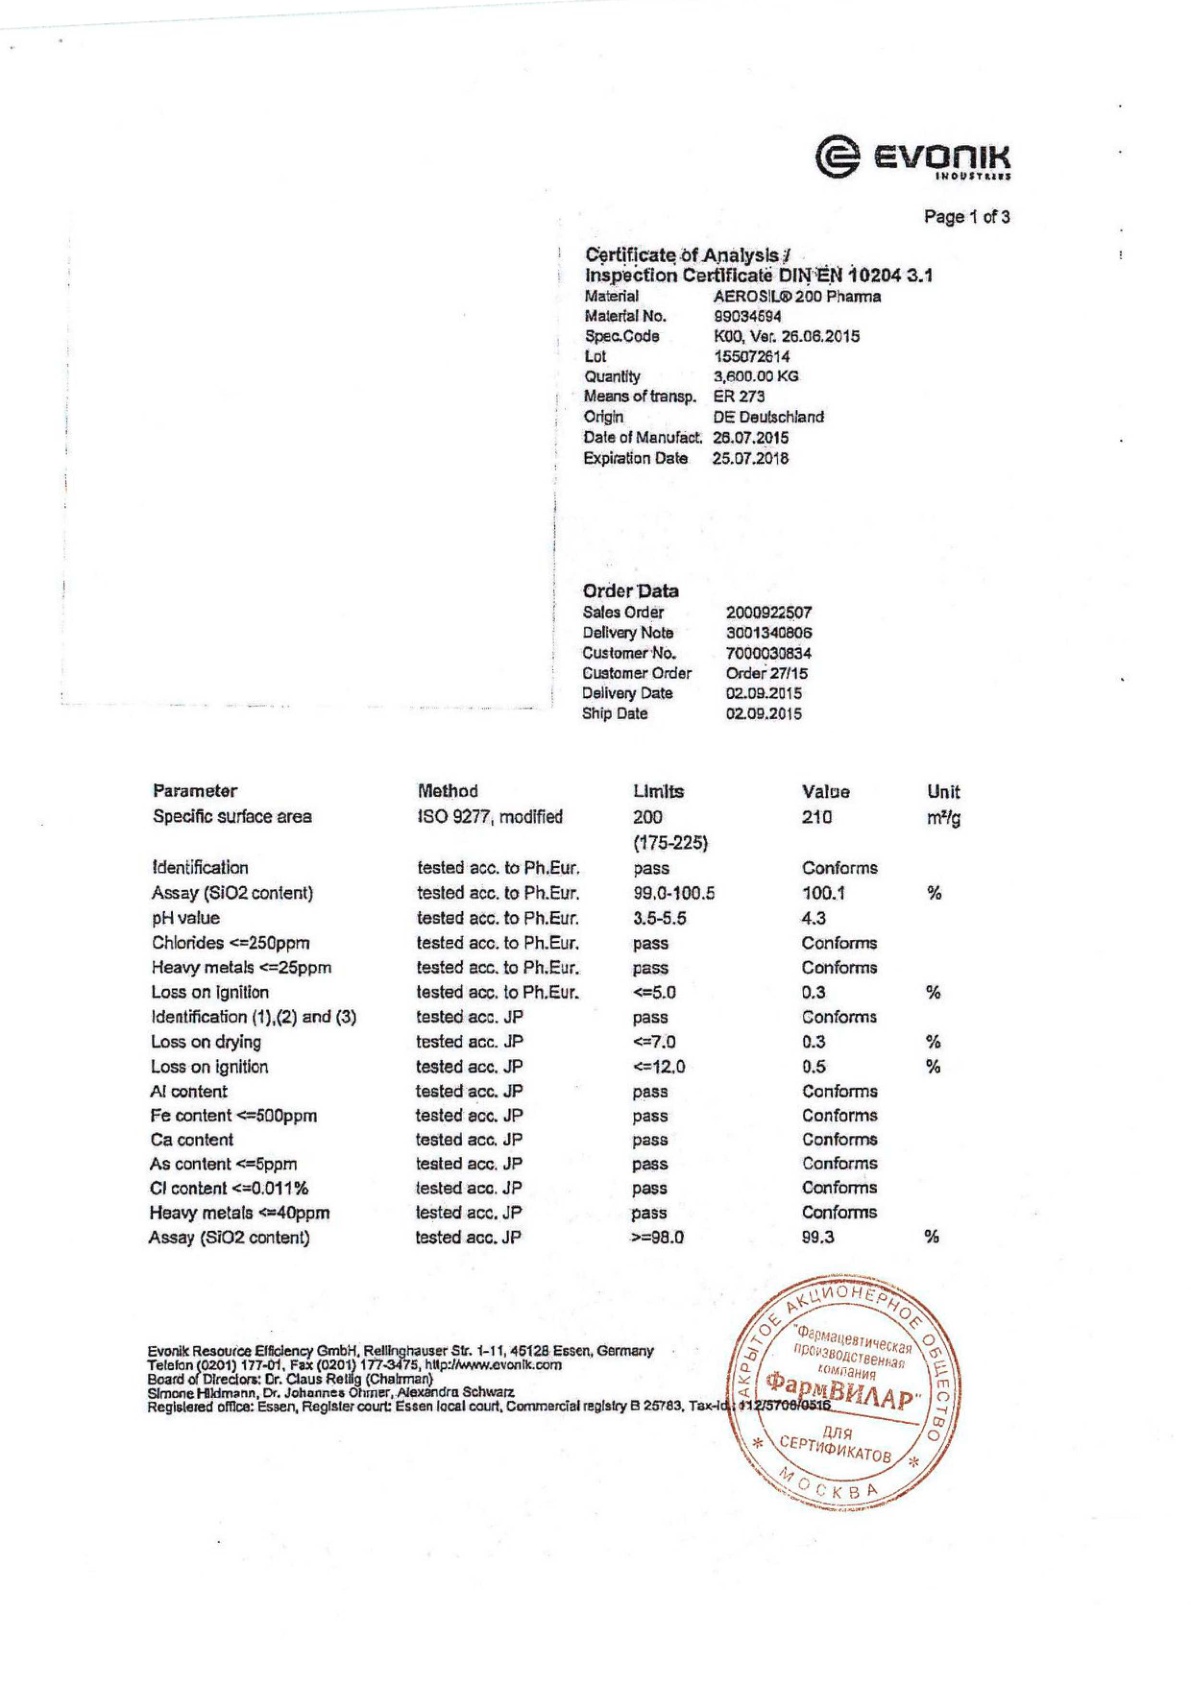 EVONIK
INDUSTRIES
Page 1 of 3
Certificate of Analysis /
Inspection Certificate DIN EN 10204 3.1
Material AEROSIL® 200 Pharma
Material No. 99034594
Spec.Code K00, Ver. 26.06.2015
Lot 155072614
Quantity 3,600.00 KG
Means of transp. ER 273
Origin DE Deutschland
Date of Manufact. 26.07.2015
Expiration Date 25.07.2018
Order Data
Sales Order 2000922507
Delivery Note 3001340806
Customer No. 7000030834
Customer Order Order 27/15
Delivery Date 02.09.2015
Ship Date 02.09.2015
Parameter Method Limits Value Unit
Specific surface area ISO 9277, modified 200 210 m²/g
(175-225)
Identification tested acc. to Ph.Eur. pass Conforms
Assay (SiO2 content) tested acc. to Ph.Eur. 99.0-100.5 100.1 %
pH value tested acc. to Ph.Eur. 3.5-5.5 4.3
Chlorides <=250ppm tested acc. to Ph.Eur. pass Conforms
Heavy metals <=25ppm tested acc. to Ph.Eur. pass Conforms
Loss on ignition tested acc. to Ph.Eur. <=5.0 0.3 %
Identification (1),(2) and (3) tested acc. JP pass Conforms
Loss on drying tested acc. JP <=7.0 0.3 %
Loss on ignition tested acc. JP <=12.0 0.5 %
Al content tested acc. JP pass Conforms
Fe content <=500ppm tested acc. JP pass Conforms
Ca content tested acc. JP pass Conforms
As content <=5ppm tested acc. JP pass Conforms
Cl content <=0.011% tested acc. JP pass Conforms
Heavy metals <=40ppm tested acc. JP pass Conforms
Assay (SiO2 content) tested acc. JP >=98.0 99.3 %
Evonik Resource Efficiency GmbH, Rellinghauser Str. 1-11, 45128 Essen, Germany
Telefon (0201) 177-01, Fax (0201) 177-3475, http://www.evonik.com
Board of Directors: Dr. Claus Rettig (Chairman)
Simone Hildmann, Dr. Johannes Ohmer, Alexandra Schwarz
Registered office: Essen, Register court: Essen local court, Commercial registry B 25783, Tax-id.: 112/5706/0516
ЗАКРЫТОЕ АКЦИОНЕРНОЕ ОБЩЕСТВО
"Фармацевтическая
производственная
компания
ФармВИЛАР"
ДЛЯ
СЕРТИФИКАТОВ
* МОСКВА *